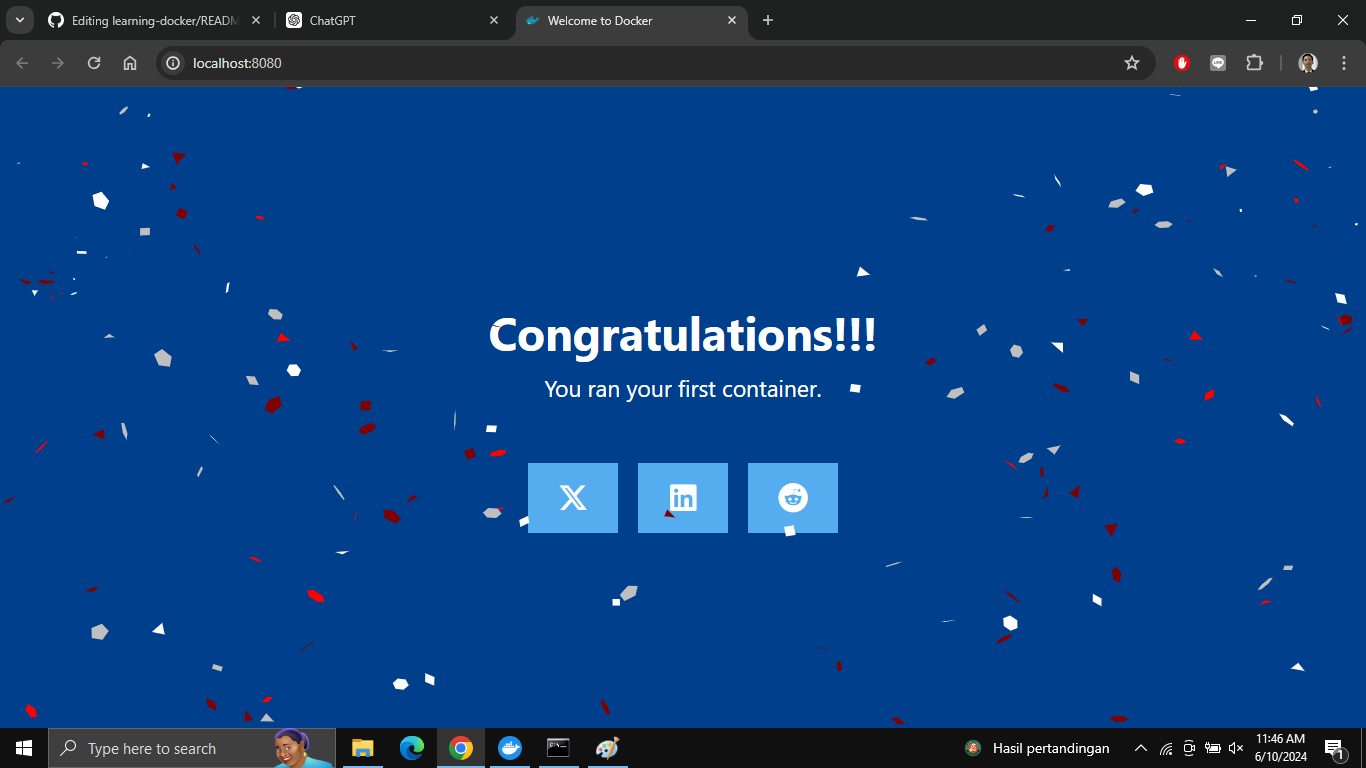 Editing learning-docker/READM
ChatGPT
Welcome to Docker
localhost:8080
Congratulations!!!
You ran your first container.
Type here to search
Hasil pertandingan
11:46 AM
6/10/2024
1